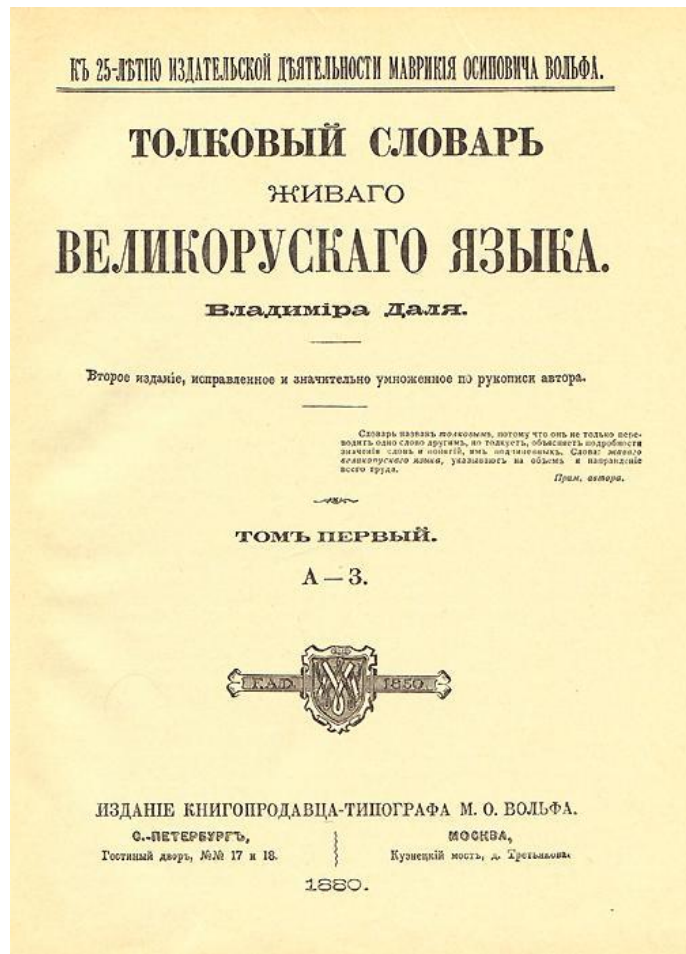 КЪ 25-ЛѢТІЮ ИЗДАТЕЛЬСКОЙ ДѢЯТЕЛЬНОСТИ МАВРИКІЯ ОСИПОВИЧА ВОЛЬФА.
ТОЛКОВЫЙ СЛОВАРЬ
ЖИВАГО
ВЕЛИКОРУСКАГО ЯЗЫКА.
Владиміра Даля.
Второе изданіе, исправленное и значительно умноженное по рукописи автора.
Словарь названъ толковымъ, потому что онъ не только пере-
водитъ одно слово другимъ, но толкуетъ, объясняетъ подробности
значенія словъ и понятій, имъ подчиненныхъ. Слова: живаго
великорускаго языка, указываютъ на объемъ и направленіе
всего труда.
Прим. автора.
ТОМЪ ПЕРВЫЙ.
А — З.
F.A.D. 1850.
ИЗДАНІЕ КНИГОПРОДАВЦА-ТИПОГРАФА М. О. ВОЛЬФА.
С.-ПЕТЕРБУРГЪ, МОСКВА,
Гостиный дворъ, №№ 17 и 18. Кузнецкій мостъ, д. Третьякова.
1880.